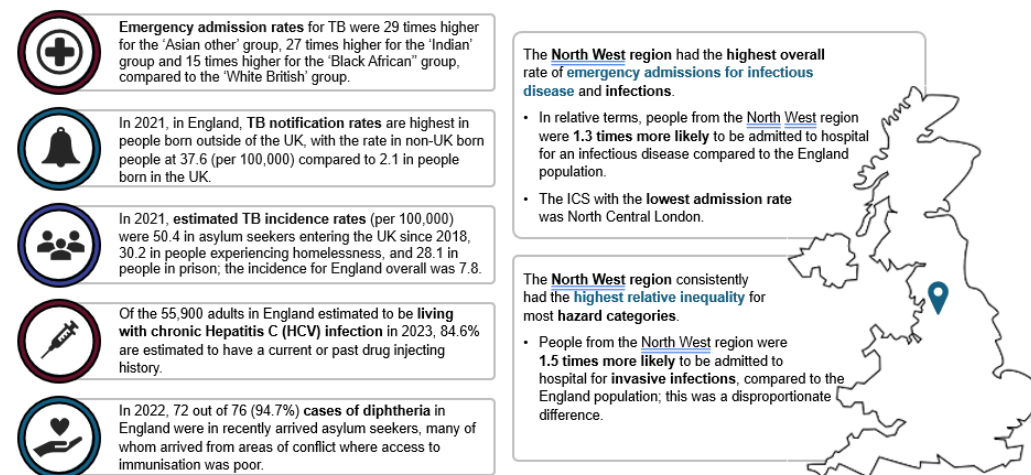 Emergency admission rates for TB were 29 times higher
for the ‘Asian other’ group, 27 times higher for the ‘Indian’
group and 15 times higher for the ‘Black African” group,
compared to the ‘White British’ group.
In 2021, in England, TB notification rates are highest in
people born outside of the UK, with the rate in non-UK born
people at 37.6 (per 100,000) compared to 2.1 in people
born in the UK.
In 2021, estimated TB incidence rates (per 100,000)
were 50.4 in asylum seekers entering the UK since 2018,
30.2 in people experiencing homelessness, and 28.1 in
people in prison; the incidence for England overall was 7.8.
Of the 55,900 adults in England estimated to be living
with chronic Hepatitis C (HCV) infection in 2023, 84.6%
are estimated to have a current or past drug injecting
history.
In 2022, 72 out of 76 (94.7%) cases of diphtheria in
England were in recently arrived asylum seekers, many of
whom arrived from areas of conflict where access to
immunisation was poor.
The North West region had the highest overall
rate of emergency admissions for infectious
disease and infections.
• In relative terms, people from the North West region
were 1.3 times more likely to be admitted to hospital
for an infectious disease compared to the England
population.
• The ICS with the lowest admission rate
was North Central London.
The North West region consistently
had the highest relative inequality for
most hazard categories.
• People from the North West region were
1.5 times more likely to be admitted to
hospital for invasive infections, compared to the
England population; this was a disproportionate
difference.